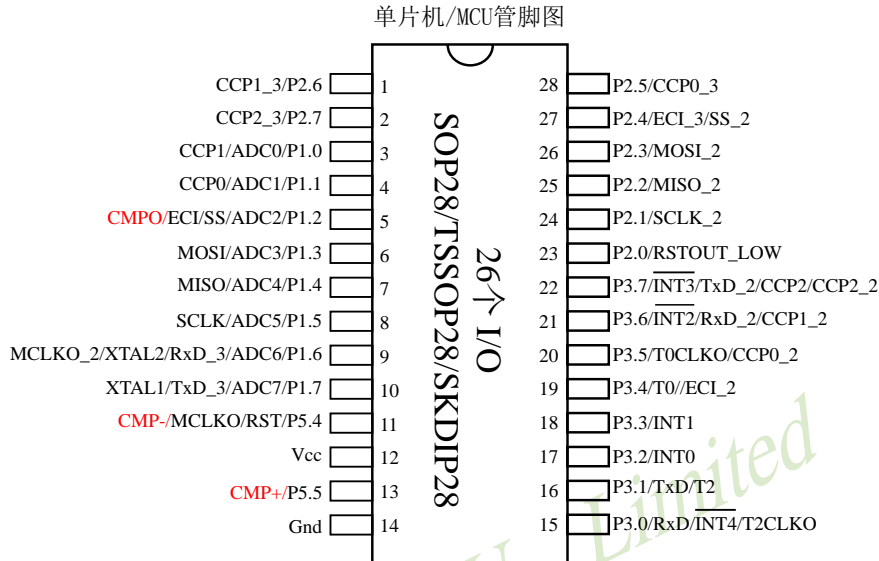 单片机/MCU管脚图
CCP1_3/P2.6 1
CCP2_3/P2.7 2
CCP1/ADC0/P1.0 3
CCP0/ADC1/P1.1 4
CMPO/ECI/SS/ADC2/P1.2 5
MOSI/ADC3/P1.3 6
MISO/ADC4/P1.4 7
SCLK/ADC5/P1.5 8
MCLKO_2/XTAL2/RxD_3/ADC6/P1.6 9
XTAL1/TxD_3/ADC7/P1.7 10
CMP-/MCLKO/RST/P5.4 11
Vcc 12
CMP+/P5.5 13
Gnd 14
SOP28/TSSOP28/SKDIP28
26个 I/O
28 P2.5/CCP0_3
27 P2.4/ECI_3/SS_2
26 P2.3/MOSI_2
25 P2.2/MISO_2
24 P2.1/SCLK_2
23 P2.0/RSTOUT_LOW
22 P3.7/INT3/TxD_2/CCP2/CCP2_2
21 P3.6/INT2/RxD_2/CCP1_2
20 P3.5/T0CLKO/CCP0_2
19 P3.4/T0//ECI_2
18 P3.3/INT1
17 P3.2/INT0
16 P3.1/TxD/T2
15 P3.0/RxD/INT4/T2CLKO
Limited